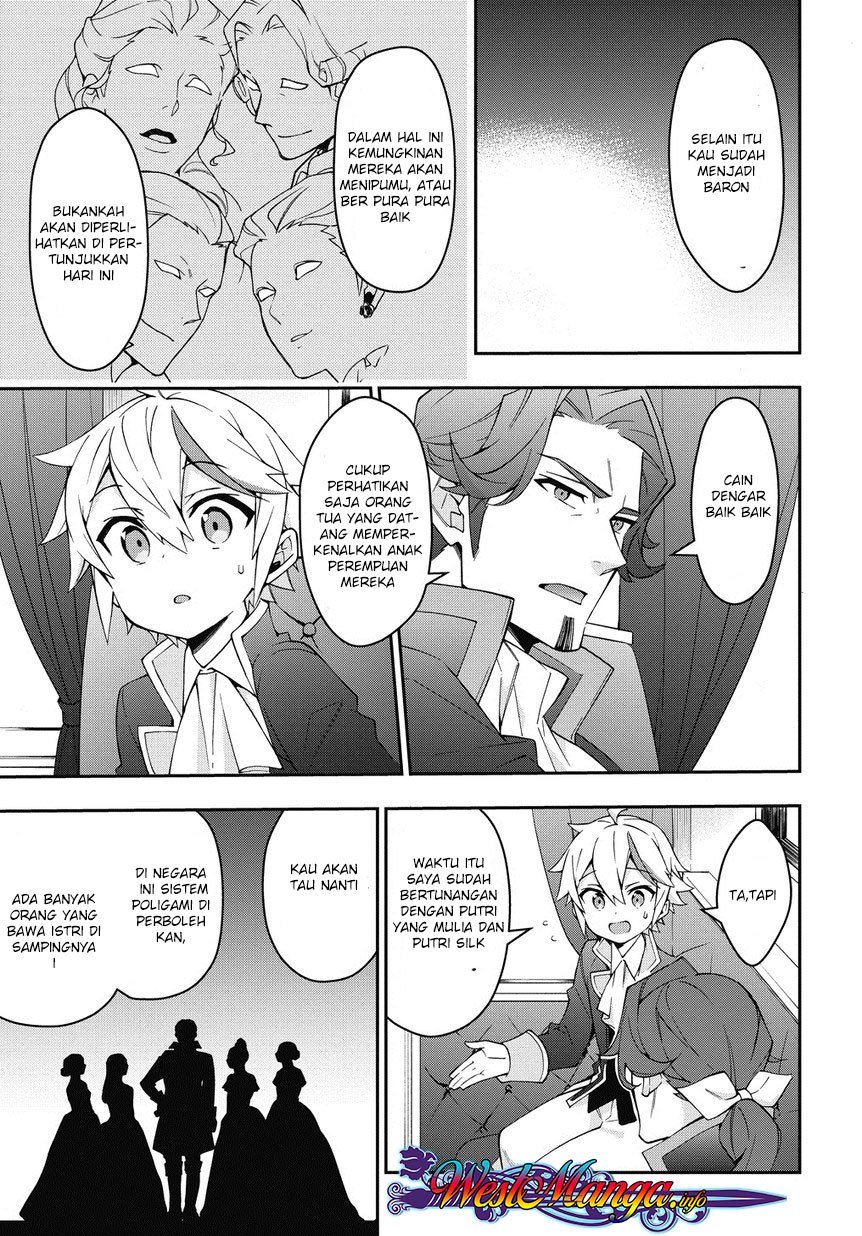 SELAIN ITU
KAU SUDAH
MENJADI
BARON
DALAM HAL INI
KEMUNGKINAN
MEREKA AKAN
MENIPUMU, ATAU
BER PURA PURA
BAIK
BUKANKAH
AKAN DIPERLI-
HATKAN DI PER-
TUNJUKKAN
HARI INI
CAIN
DENGAR
BAIK BAIK
CUKUP
PERHATIKAN
SAJA ORANG
TUA YANG DAT-
ANG MEMPER-
KENALKAN ANAK
PEREMPUAN
MEREKA
TA,TAPI
WAKTU ITU
SAYA SUDAH
BERTUNANGAN
DENGAN PUTRI
YANG MULIA DAN
PUTRI SILK
KAU AKAN
TAU NANTI
DI NEGARA
INI SISTEM
POLIGAMI DI
PERBOLEH
KAN,
ADA BANYAK
ORANG YANG
BAWA ISTRI DI
SAMPINGNYA
!
WestManga.info